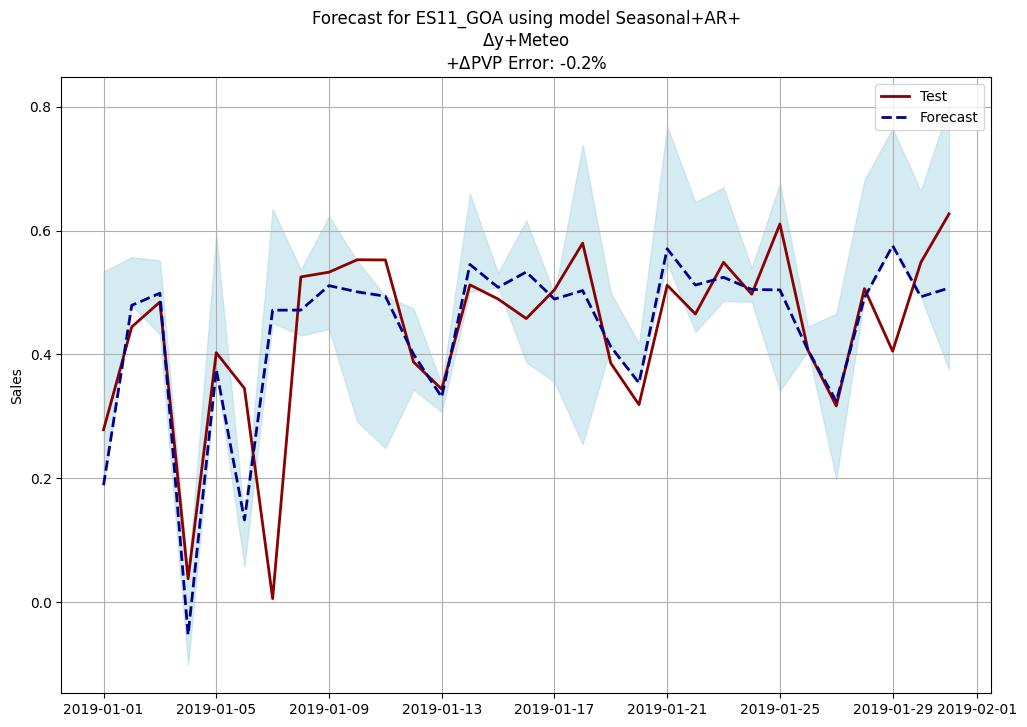 Forecast for ES11_GOA using model Seasonal+AR+
Δy+Meteo
+ΔPVP Error: -0.2%
Test
Forecast
Sales
0.8
0.6
0.4
0.2
0.0
2019-01-01
2019-01-05
2019-01-09
2019-01-13
2019-01-17
2019-01-21
2019-01-25
2019-01-29
2019-02-01